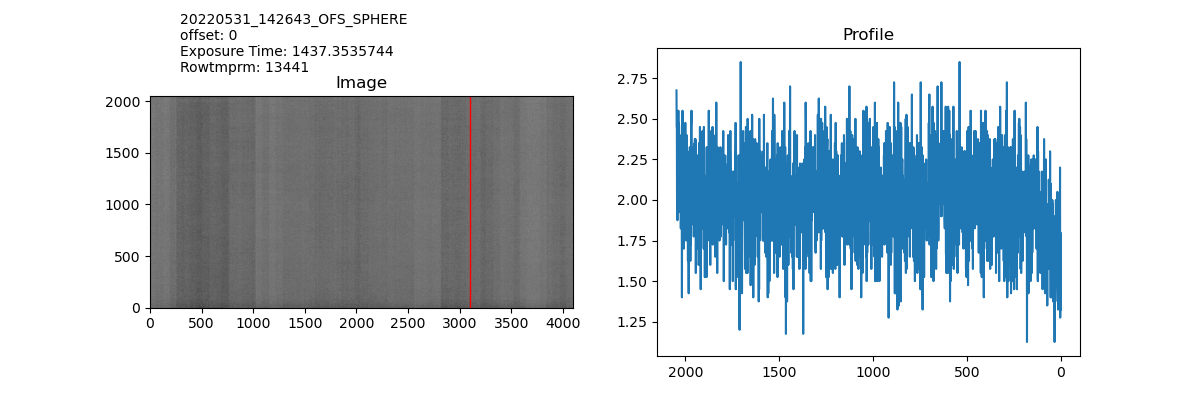 20220531_142643_OFS_SPHERE
offset: 0
Exposure Time: 1437.3535744
Rowtmprm: 13441
Image
2000
1500
1000
500
0
0 500 1000 1500 2000 2500 3000 3500 4000
Profile
2.75
2.50
2.25
2.00
1.75
1.50
1.25
2000 1500 1000 500 0